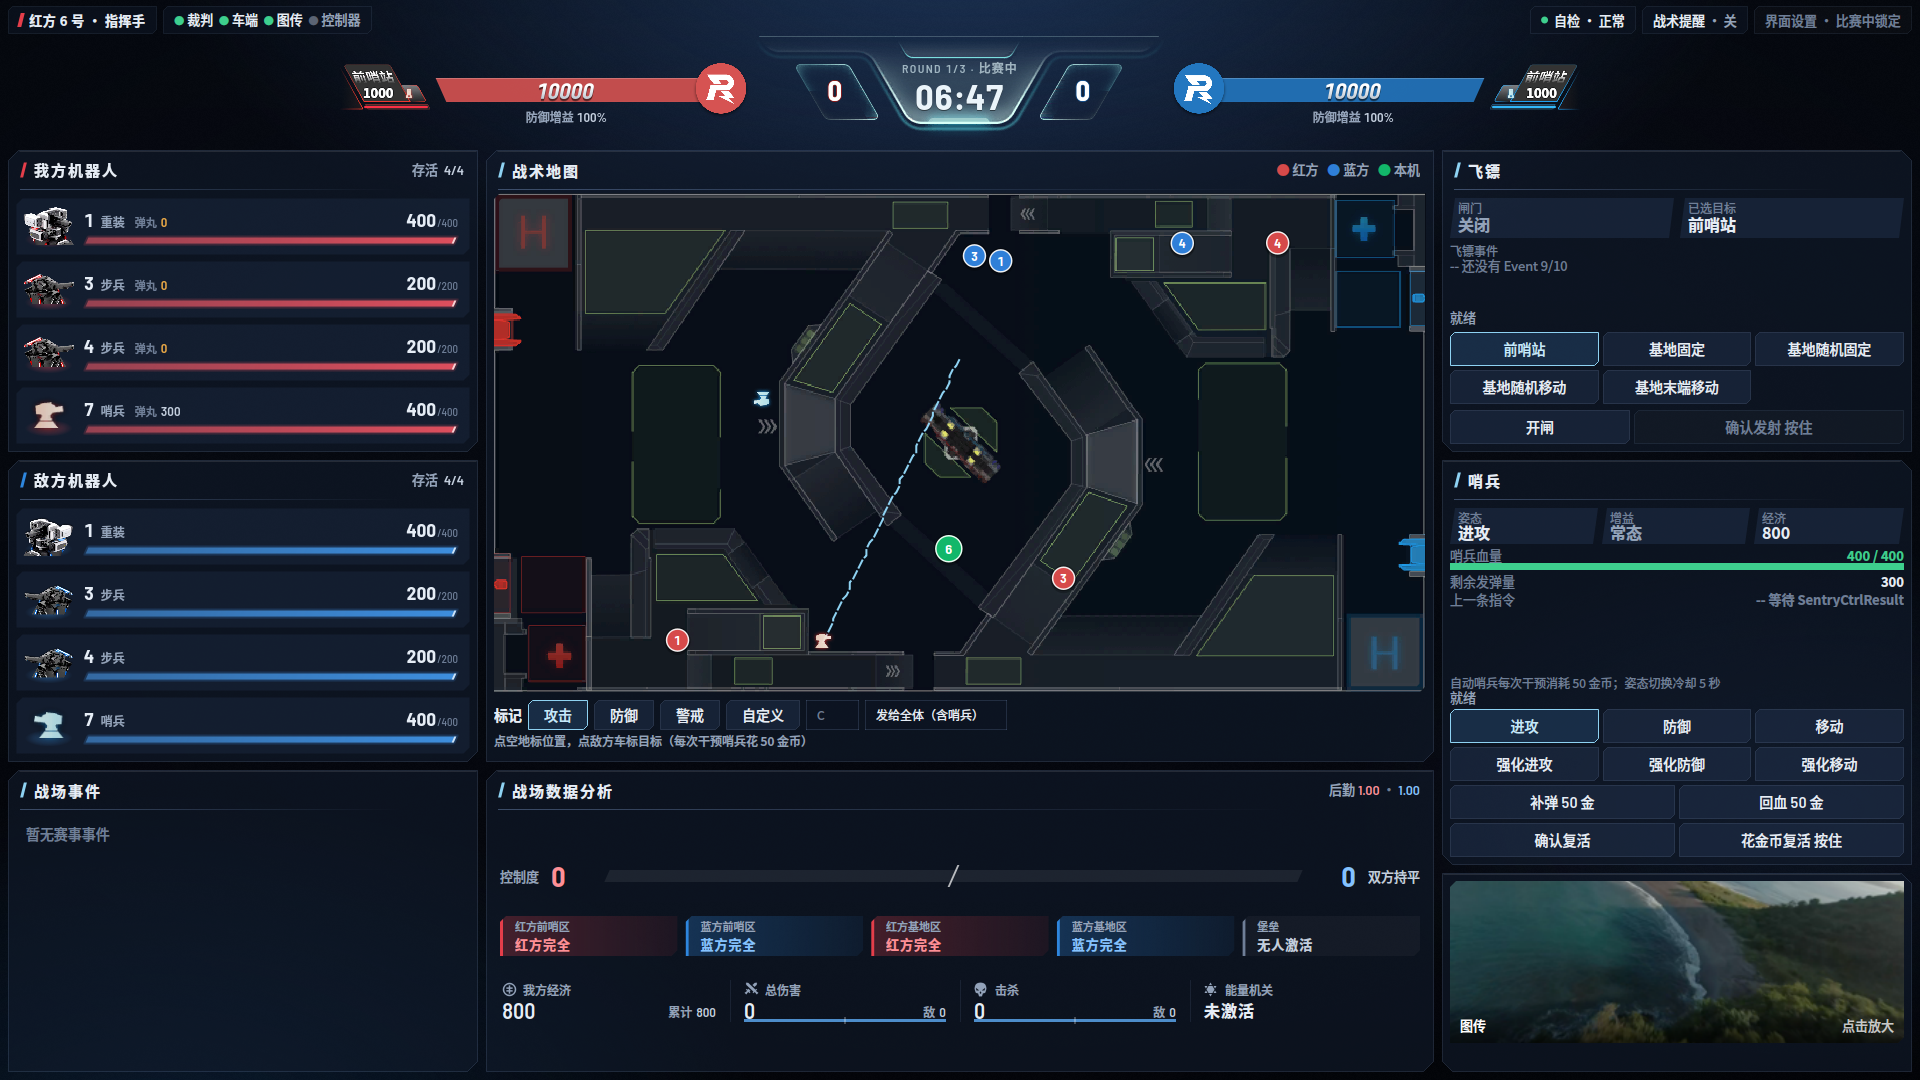 红方 6 号 · 指挥手
裁判 车端 图传 控制器
自检 · 正常
战术提醒 · 关
界面设置 · 比赛中锁定
前哨站
1000
10000
防御增益 100%
0
ROUND 1/3 · 比赛中
06:47
0
10000
防御增益 100%
前哨站
1000
我方机器人
存活 4/4
1 重装 弹丸 0 400/400
3 步兵 弹丸 0 200/200
4 步兵 弹丸 0 200/200
7 哨兵 弹丸 300 400/400
敌方机器人
存活 4/4
1 重装 400/400
3 步兵 200/200
4 步兵 200/200
7 哨兵 400/400
战场事件
暂无赛事事件
战术地图
红方 蓝方 本机
H
3
1
4
4
6
3
1
H
标记 攻击 防御 警戒 自定义 C 发给全体（含哨兵）
点空地标位置，点敌方车标目标（每次干预哨兵花 50 金币）
战场数据分析
后勤 1.00 · 1.00
控制度 0
0 双方持平
红方前哨区
红方完全
蓝方前哨区
蓝方完全
红方基地区
红方完全
蓝方基地区
蓝方完全
堡垒
无人激活
我方经济
800 累计 800
总伤害
0 敌 0
击杀
0 敌 0
能量机关
未激活
飞镖
闸门
关闭
已选目标
前哨站
飞镖事件
-- 还没有 Event 9/10
就绪
前哨站 基地固定 基地随机固定
基地随机移动 基地末端移动
开闸 确认发射 按住
哨兵
姿态
进攻
增益
常态
经济
800
哨兵血量 400 / 400
剩余发弹量 300
上一条指令 -- 等待 SentryCtrlResult
自动哨兵每次干预消耗 50 金币；姿态切换冷却 5 秒
就绪
进攻 防御 移动
强化进攻 强化防御 强化移动
补弹 50 金 回血 50 金
确认复活 花金币复活 按住
图传 点击放大